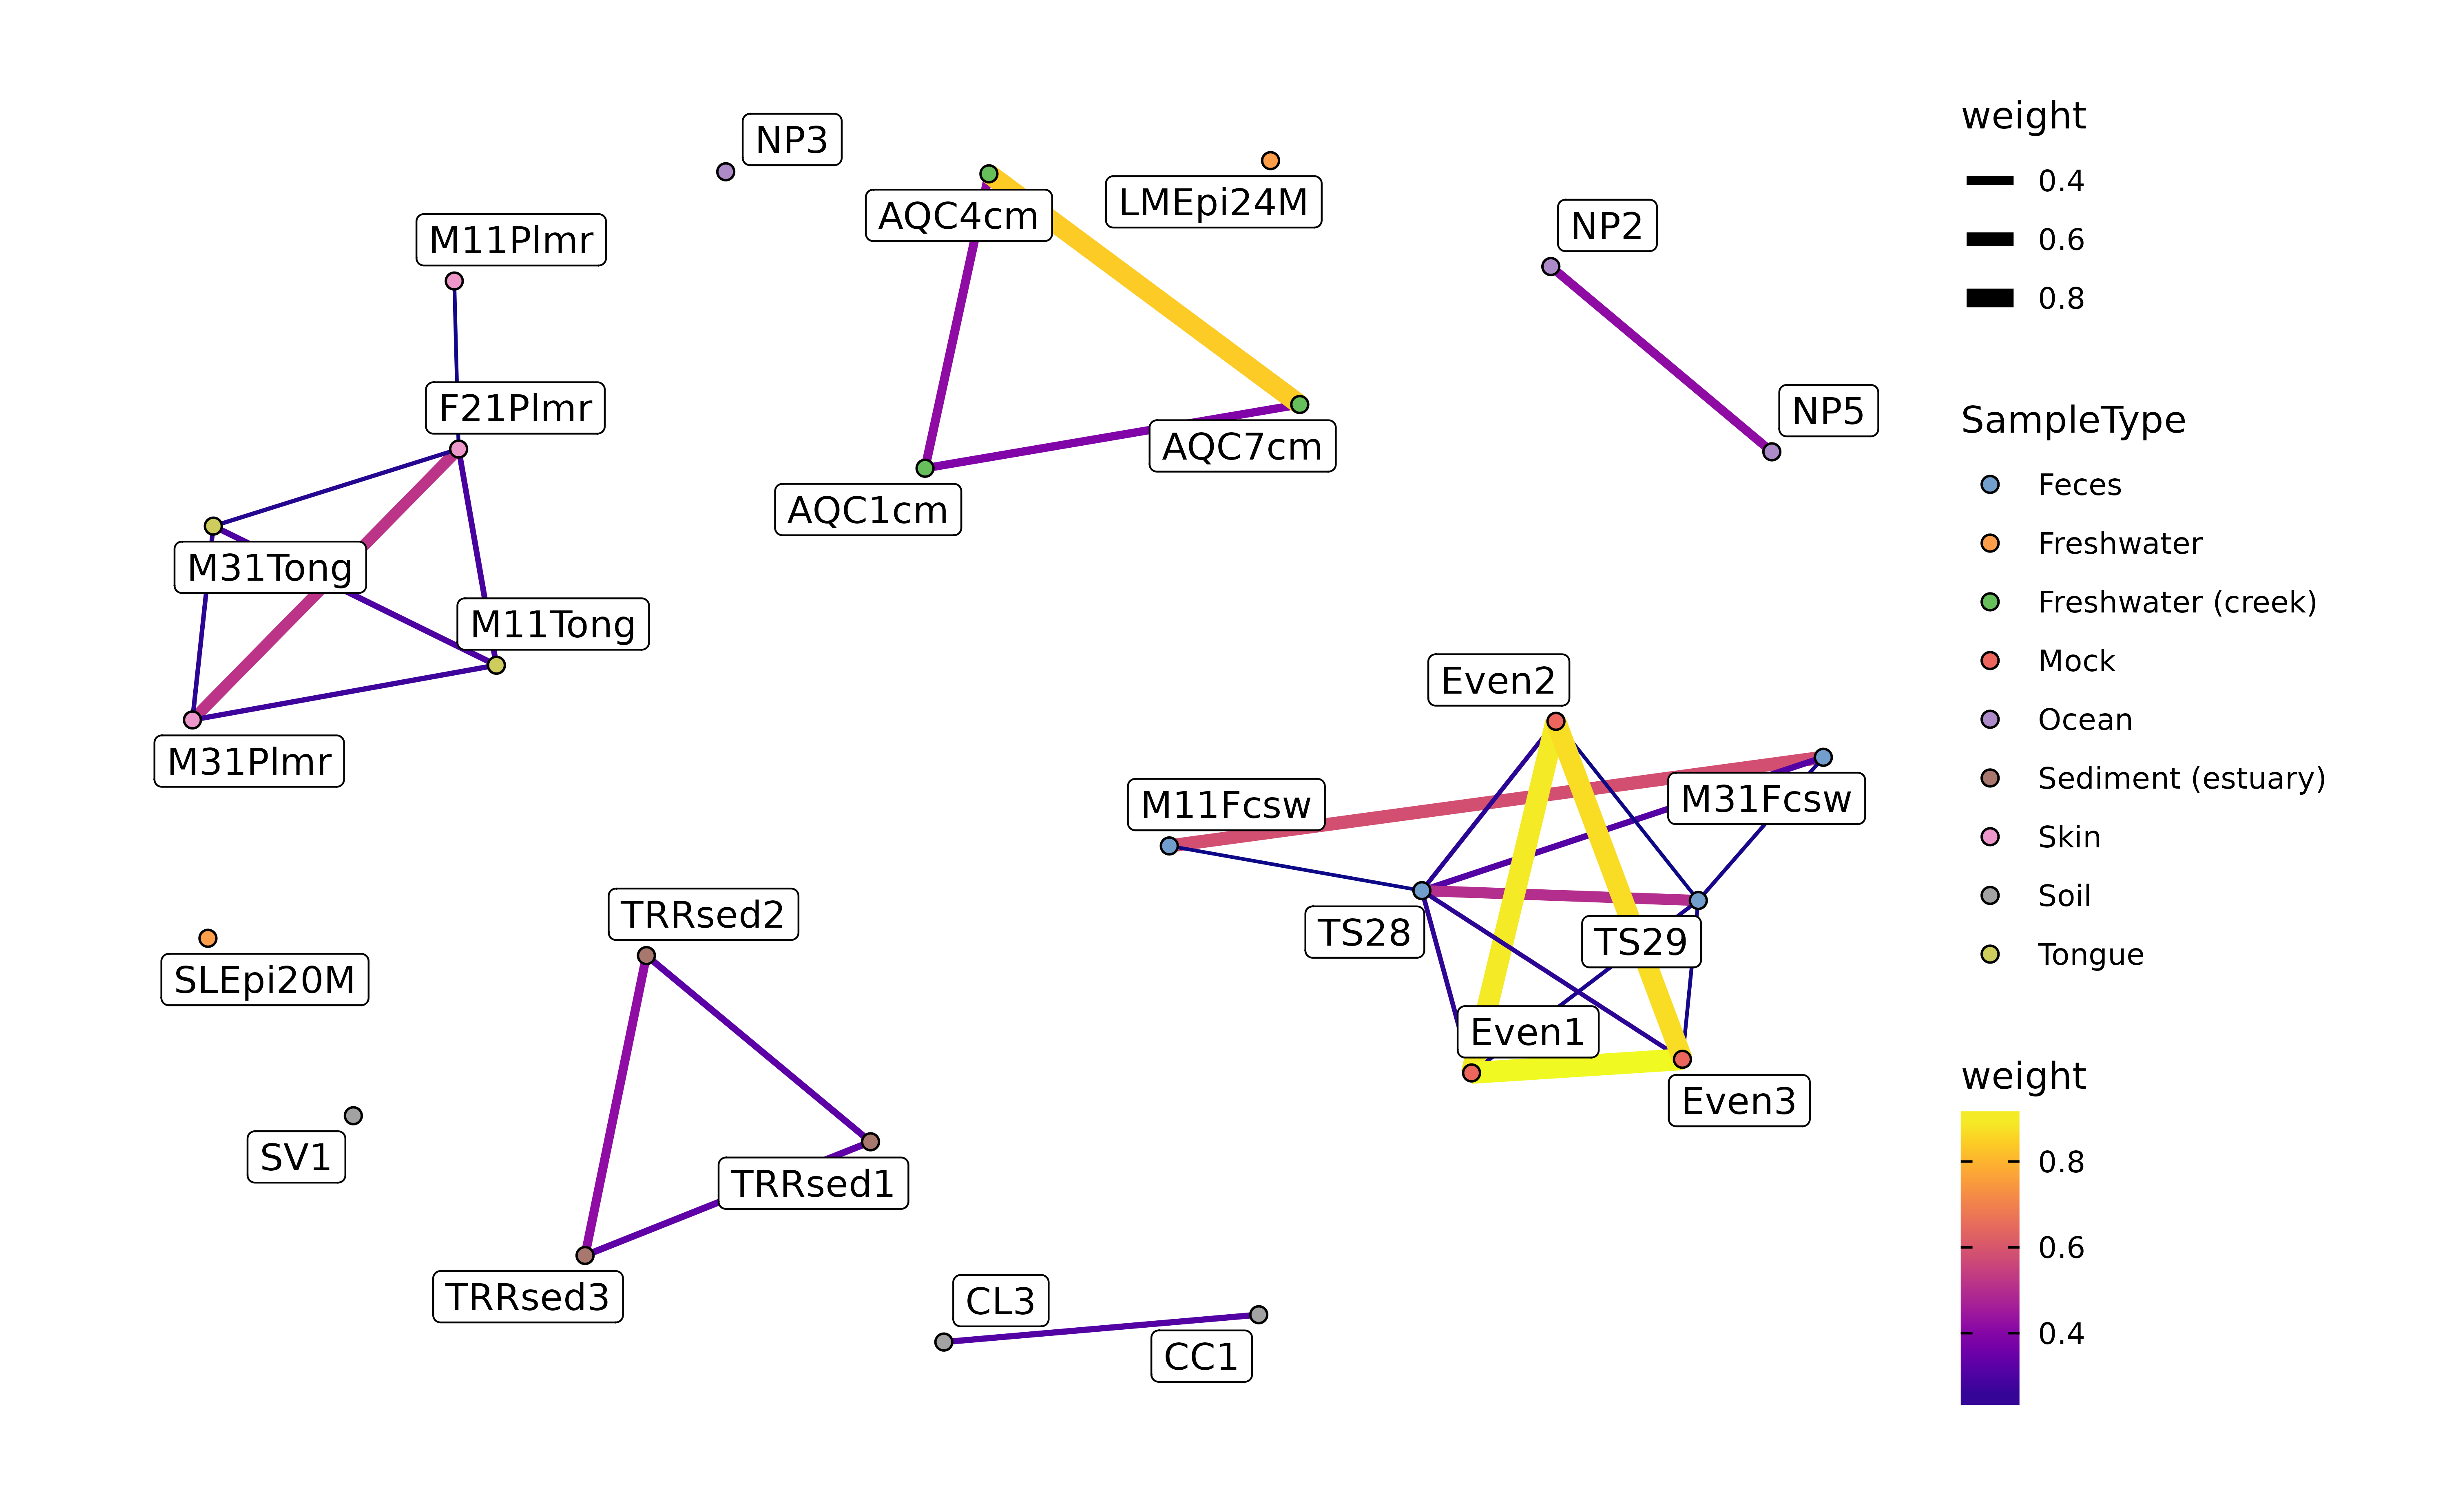 NP3
AQC4cm
LMEpi24M
M11Plmr
NP2
F21Plmr
NP5
AQC7cm
AQC1cm
M31Tong
M11Tong
Even2
M31Plmr
M11Fcsw
M31Fcsw
TRRsed2
TS28
TS29
SLEpi20M
Even1
Even3
SV1
TRRsed1
TRRsed3
CL3
CC1
weight
0.4
0.6
0.8
SampleType
Feces
Freshwater
Freshwater (creek)
Mock
Ocean
Sediment (estuary)
Skin
Soil
Tongue
weight
0.8
0.6
0.4